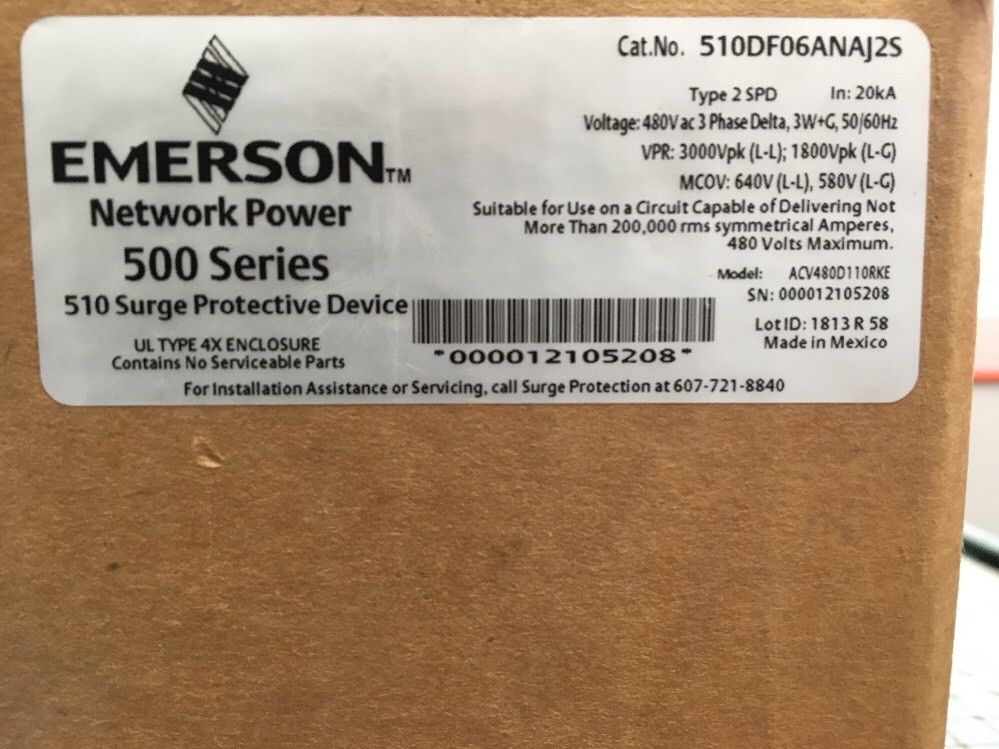 EMERSON™
Network Power
500 Series
510 Surge Protective Device
UL TYPE 4X ENCLOSURE
Contains No Serviceable Parts
Cat.No. 510DF06ANAJ2S
Type 2 SPD In: 20kA
Voltage: 480V ac 3 Phase Delta, 3W+G, 50/60Hz
VPR: 3000Vpk (L-L); 1800Vpk (L-G)
MCOV: 640V (L-L), 580V (L-G)
Suitable for Use on a Circuit Capable of Delivering Not
More Than 200,000 rms symmetrical Amperes,
480 Volts Maximum.
Model: ACV480D110RKE
SN: 000012105208
LotID: 1813 R 58
Made in Mexico
*000012105208*
For Installation Assistance or Servicing, call Surge Protection at 607-721-8840